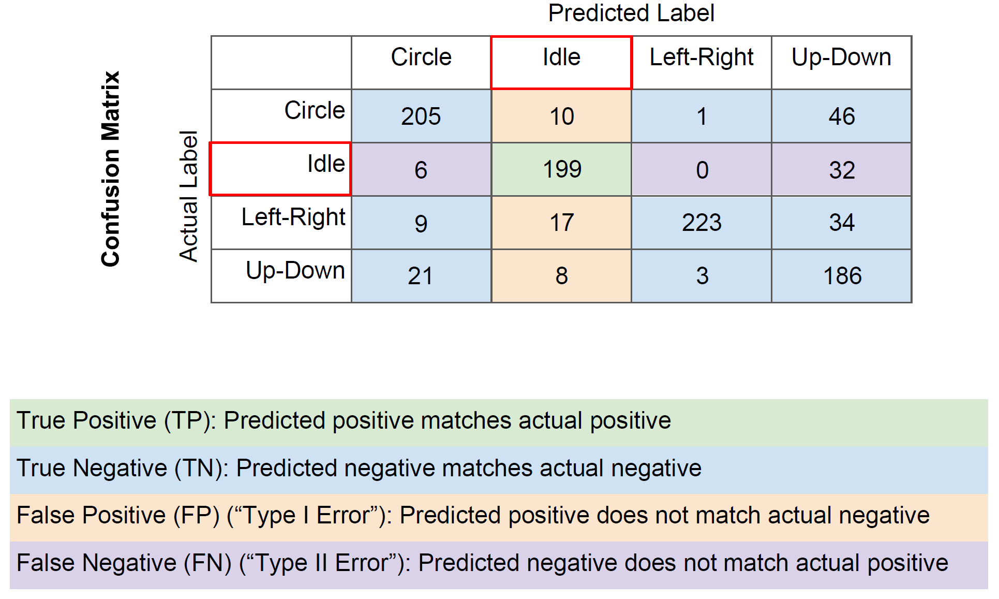 Predicted Label
Confusion Matrix
Actual Label
Circle Idle Left-Right Up-Down
Circle 205 10 1 46
Idle 6 199 0 32
Left-Right 9 17 223 34
Up-Down 21 8 3 186
True Positive (TP): Predicted positive matches actual positive
True Negative (TN): Predicted negative matches actual negative
False Positive (FP) (“Type I Error”): Predicted positive does not match actual negative
False Negative (FN) (“Type II Error”): Predicted negative does not match actual positive